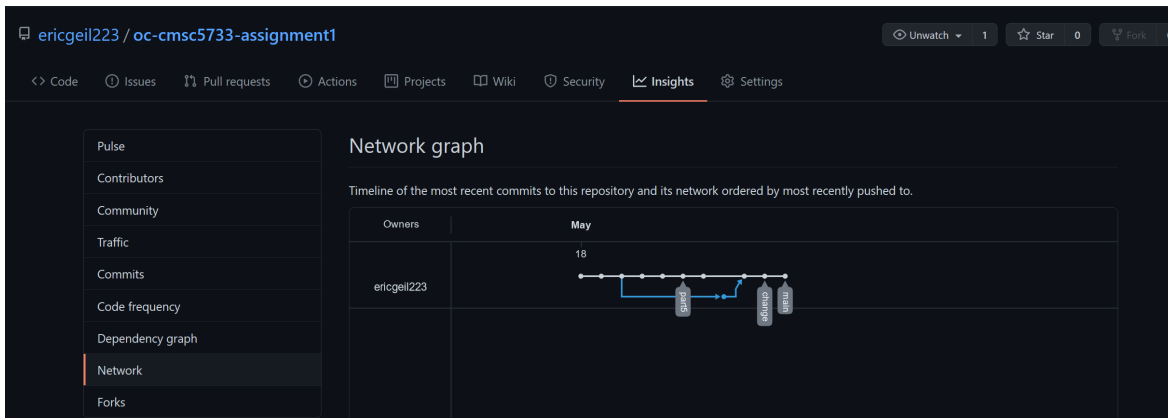 ericgeil223 / oc-cmsc5733-assignment1
Unwatch 1 Star 0 Fork
Code Issues Pull requests Actions Projects Wiki Security Insights Settings
Pulse
Contributors
Community
Traffic
Commits
Code frequency
Dependency graph
Network
Forks
Network graph
Timeline of the most recent commits to this repository and its network ordered by most recently pushed to.
Owners May
18
ericgeil223
part5 change main